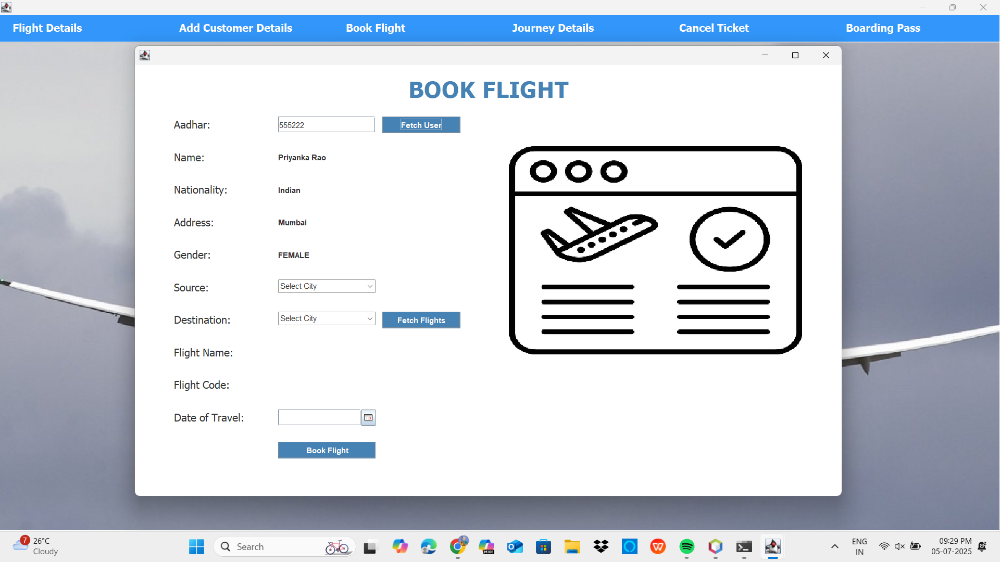 Flight Details Add Customer Details Book Flight Journey Details Cancel Ticket Boarding Pass
BOOK FLIGHT
Aadhar: 555222 Fetch User
Name: Priyanka Rao
Nationality: Indian
Address: Mumbai
Gender: FEMALE
Source: Select City
Destination: Select City Fetch Flights
Flight Name:
Flight Code:
Date of Travel:
Book Flight
7 26°C
Cloudy
Search
M365
ENG
IN
09:29 PM
05-07-2025